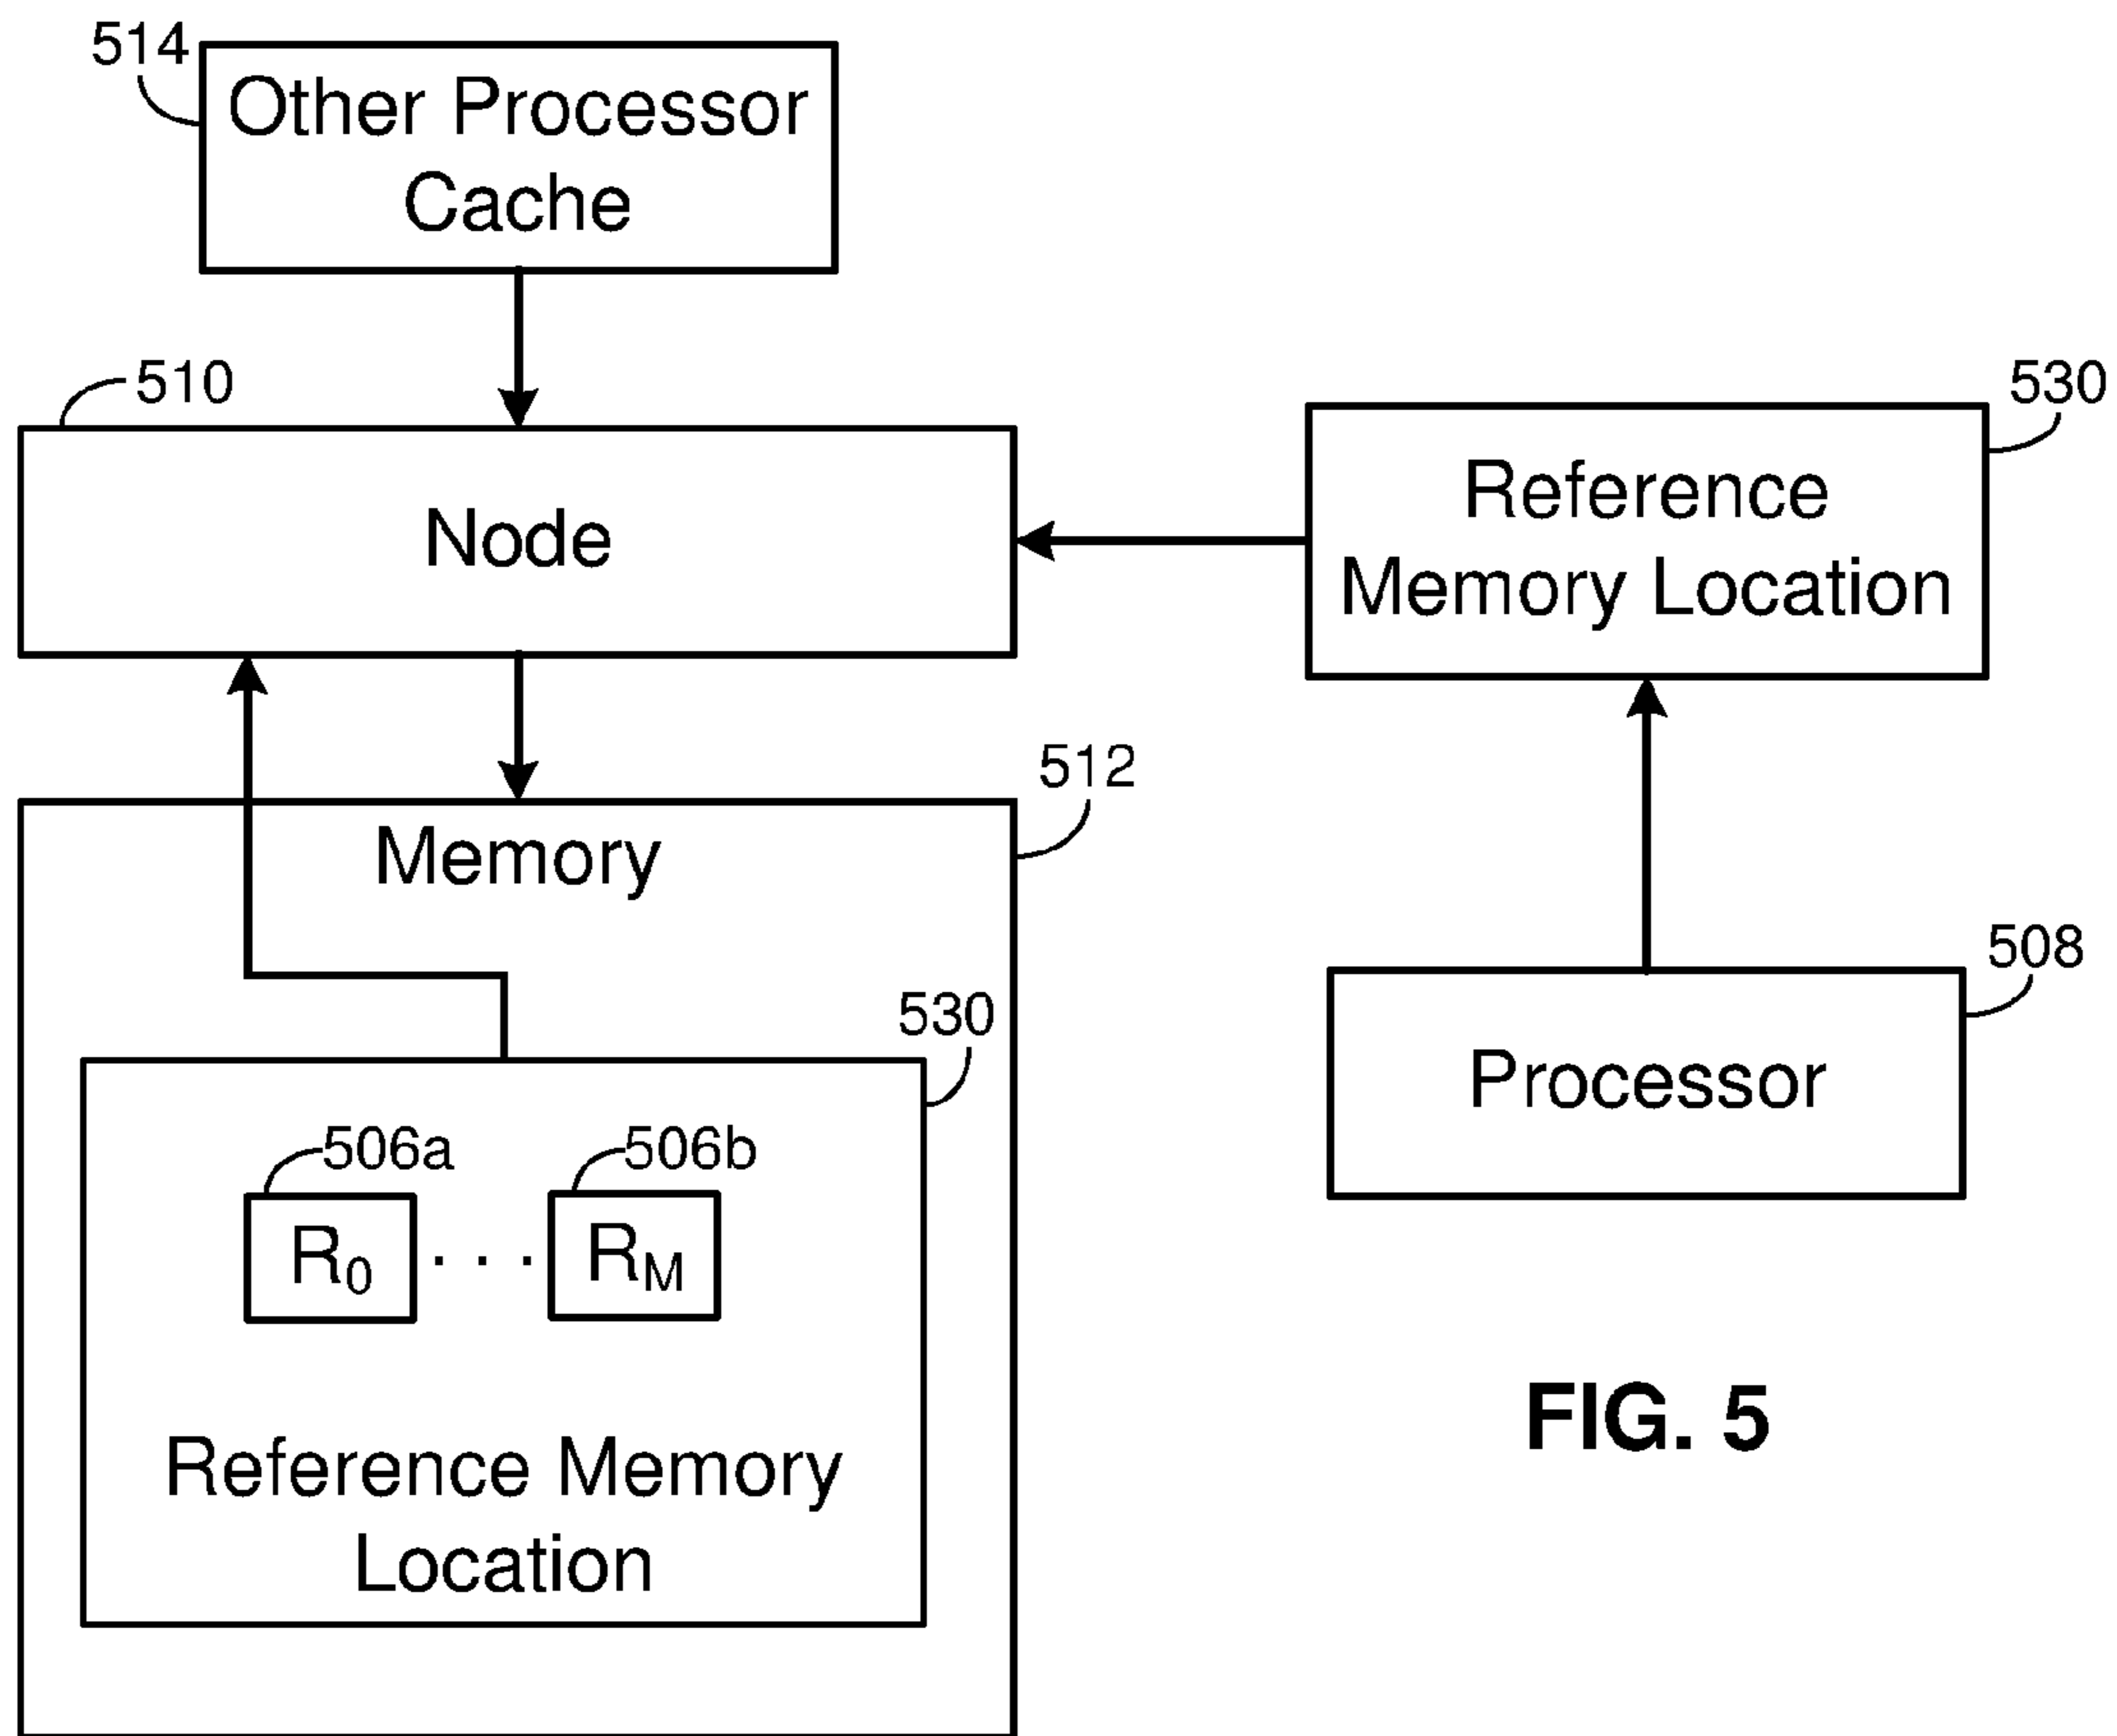 514
Other Processor
Cache
510
Node
530
Reference
Memory Location
512
Memory
508
Processor
530
506a
506b
R₀ . . . R_M
Reference Memory
Location
FIG. 5